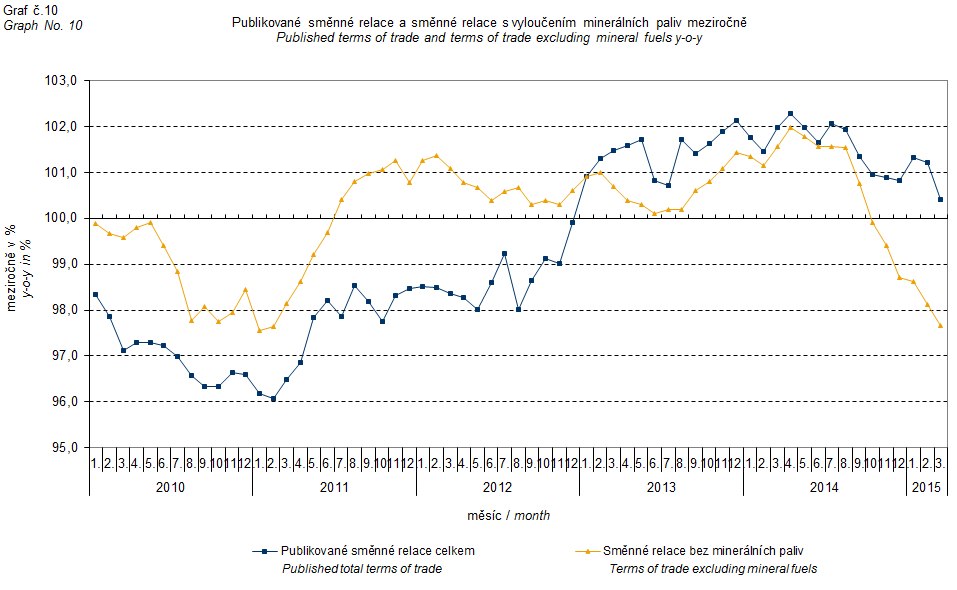 Graf č.10
Graph No. 10
Publikované směnné relace a směnné relace s vyloučením minerálních paliv meziročně
Published terms of trade and terms of trade excluding mineral fuels y-o-y
103,0
102,0
101,0
100,0
99,0
98,0
97,0
96,0
95,0
meziročně v %
y-o-y in %
1. 2. 3. 4. 5. 6. 7. 8. 9. 10 11 12 1. 2. 3. 4. 5. 6. 7. 8. 9. 10 11 12 1. 2. 3. 4. 5. 6. 7. 8. 9. 10 11 12 1. 2. 3. 4. 5. 6. 7. 8. 9. 10 11 12 1. 2. 3. 4. 5. 6. 7. 8. 9. 10 11 12 1. 2. 3.
2010 2011 2012 2013 2014 2015
měsíc / month
Publikované směnné relace celkem
Published total terms of trade
Směnné relace bez minerálních paliv
Terms of trade excluding mineral fuels